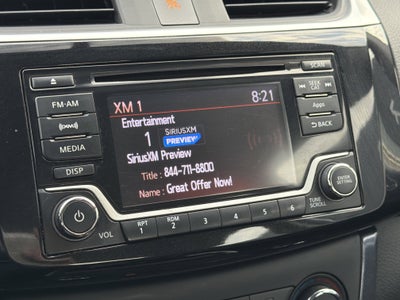 SCAN
FM·AM
XM 1
8:21
SEEK
CAT
Entertainment
1 SIRIUSXM
PREVIEW
Apps
MEDIA
SiriusXM Preview
BACK
Title : 844-711-8800
DISP
Name : Great Offer Now!
ENTER
SETTING
VOL
RPT
1
RDM
2
3
4
5
6
TUNE
SCROLL